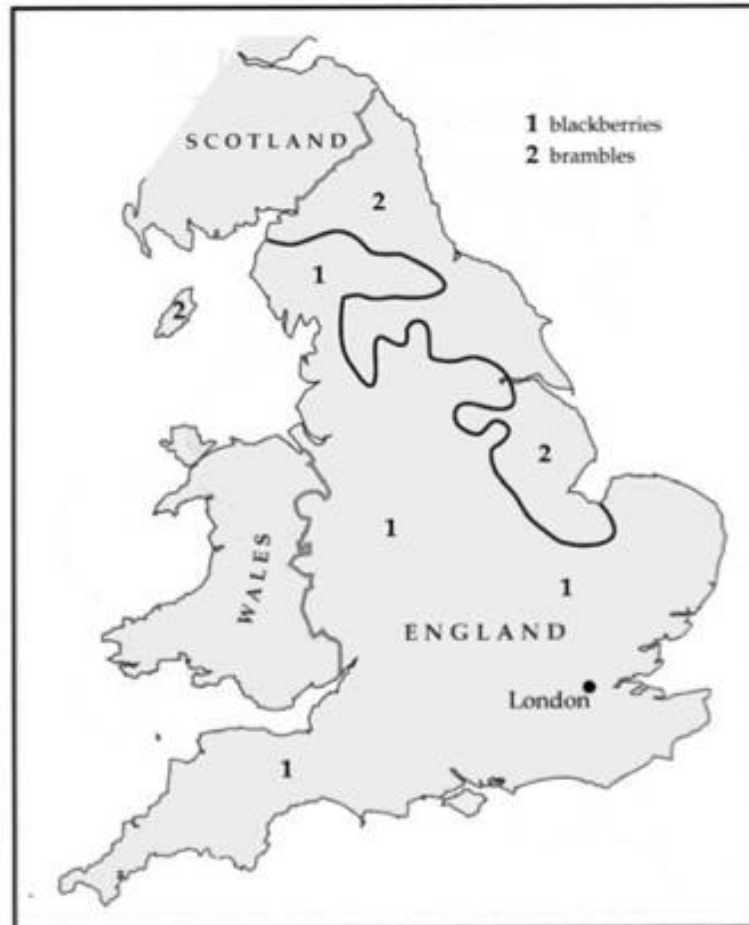 1 blackberries
2 brambles
SCOTLAND
2
1
2
2
1
WALES
1
ENGLAND
London
1